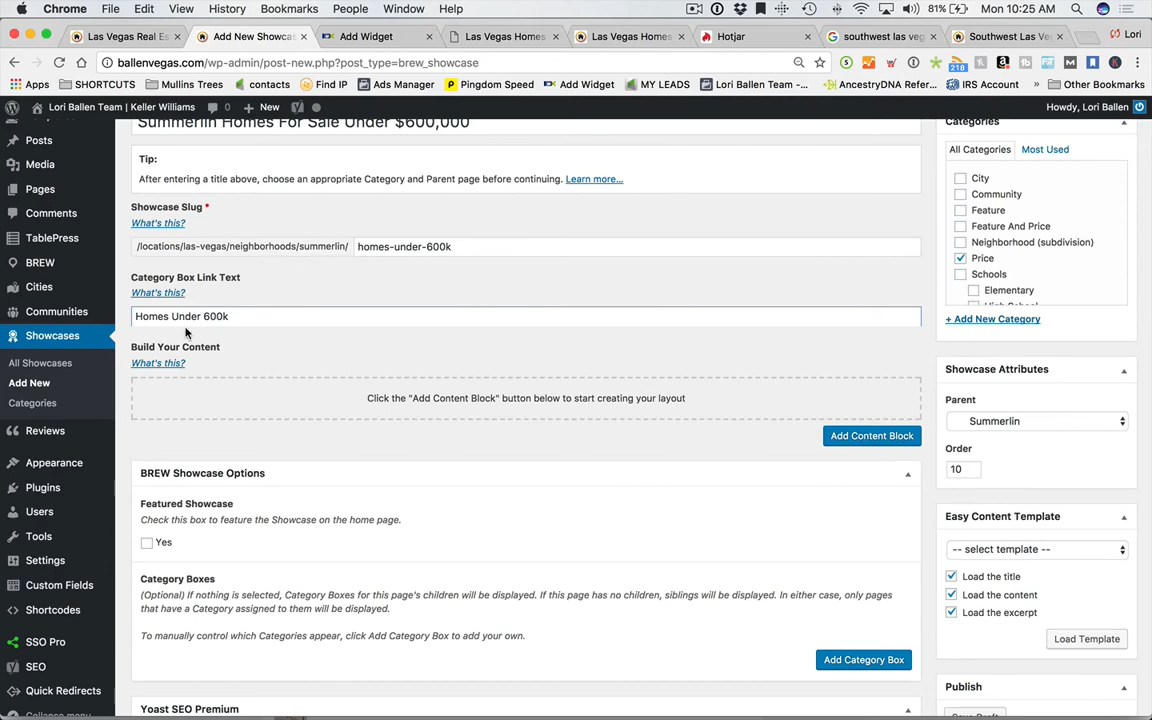 Chrome File Edit View History Bookmarks People Window Help 81% Mon 10:25 AM
Las Vegas Real Es
Add New Showcas
Add Widget
Las Vegas Homes
Las Vegas Homes
Hotjar
southwest las veg
Southwest Las Ve
Lori
ballenvegas.com/wp-admin/post-new.php?post_type=brew_showcase
218
Apps SHORTCUTS Mullins Trees contacts Find IP Ads Manager Pingdom Speed Add Widget MY LEADS Lori Ballen Team -... AncestryDNA Refer... IRS Account » Other Bookmarks
Lori Ballen Team | Keller Williams 0 New Howdy, Lori Ballen
Posts
Media
Pages
Comments
TablePress
BREW
Cities
Communities
Showcases
All Showcases
Add New
Categories
Reviews
Appearance
Plugins
Users
Tools
Settings
Custom Fields
Shortcodes
SSO Pro
SEO
Quick Redirects
Collapse menu
Summerlin Homes For Sale Under $600,000
Tip:
After entering a title above, choose an appropriate Category and Parent page before continuing. Learn more...
Showcase Slug *
What's this?
/locations/las-vegas/neighborhoods/summerlin/ homes-under-600k
Category Box Link Text
What's this?
Homes Under 600k
Build Your Content
What's this?
Click the "Add Content Block" button below to start creating your layout
Add Content Block
BREW Showcase Options
Featured Showcase
Check this box to feature the Showcase on the home page.
Yes
Category Boxes
(Optional) If nothing is selected, Category Boxes for this page's children will be displayed. If this page has no children, siblings will be displayed. In either case, only pages
that have a Category assigned to them will be displayed.
To manually control which Categories appear, click Add Category Box to add your own.
Add Category Box
Yoast SEO Premium
Categories
All Categories Most Used
City
Community
Feature
Feature And Price
Neighborhood (subdivision)
Price
Schools
Elementary
High School
+ Add New Category
Showcase Attributes
Parent
Summerlin
Order
10
Easy Content Template
-- select template --
Load the title
Load the content
Load the excerpt
Load Template
Publish
Save Draft